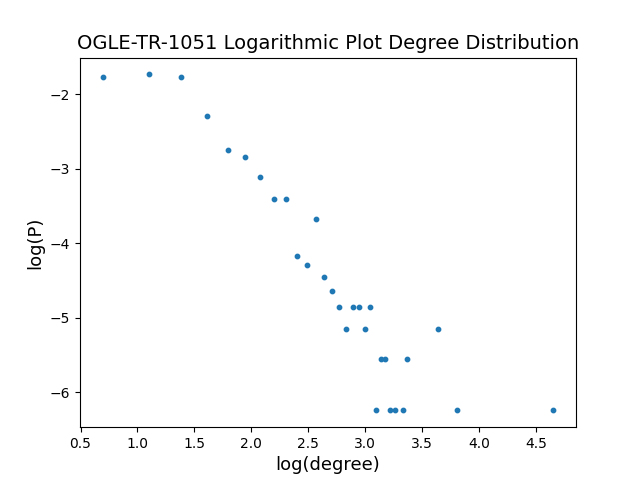 OGLE-TR-1051 Logarithmic Plot Degree Distribution
−2
−3
−4
−5
−6
log(P)
0.5 1.0 1.5 2.0 2.5 3.0 3.5 4.0 4.5
log(degree)